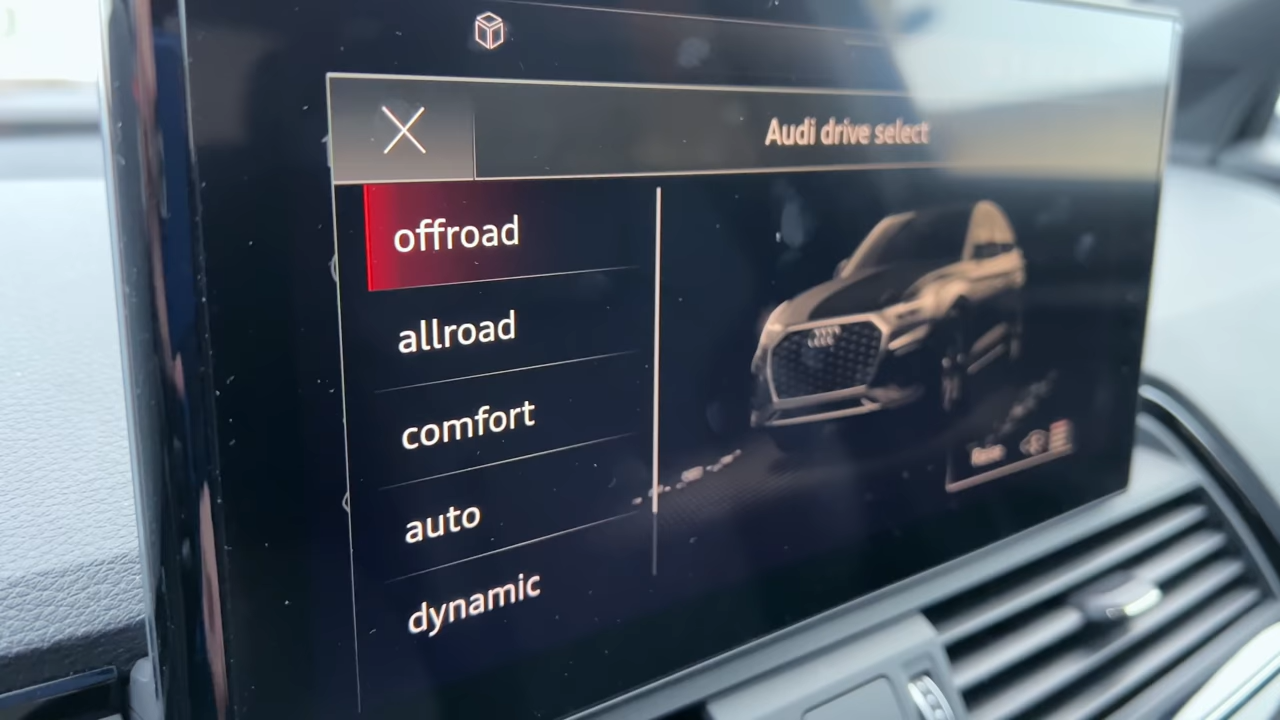 Audi drive select
offroad
allroad
comfort
auto
dynamic